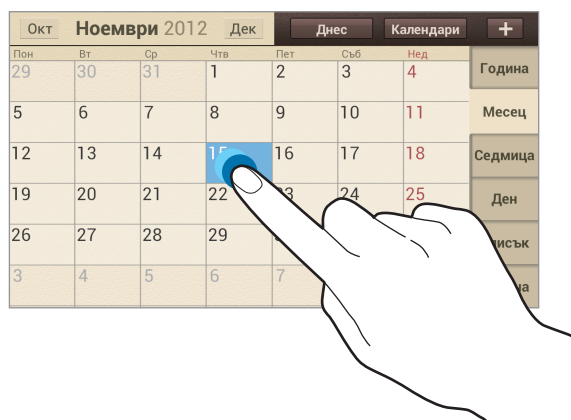 Окт Ноември 2012 Дек Днес Календари +
Пон Вт Ср Чтв Пет Съб Нед
29 30 31 1 2 3 4
Година
5 6 7 8 9 10 11
Месец
12 13 14 15 16 17 18
Седмица
19 20 21 22 23 24 25
Ден
26 27 28 29
3 4 5 6 7